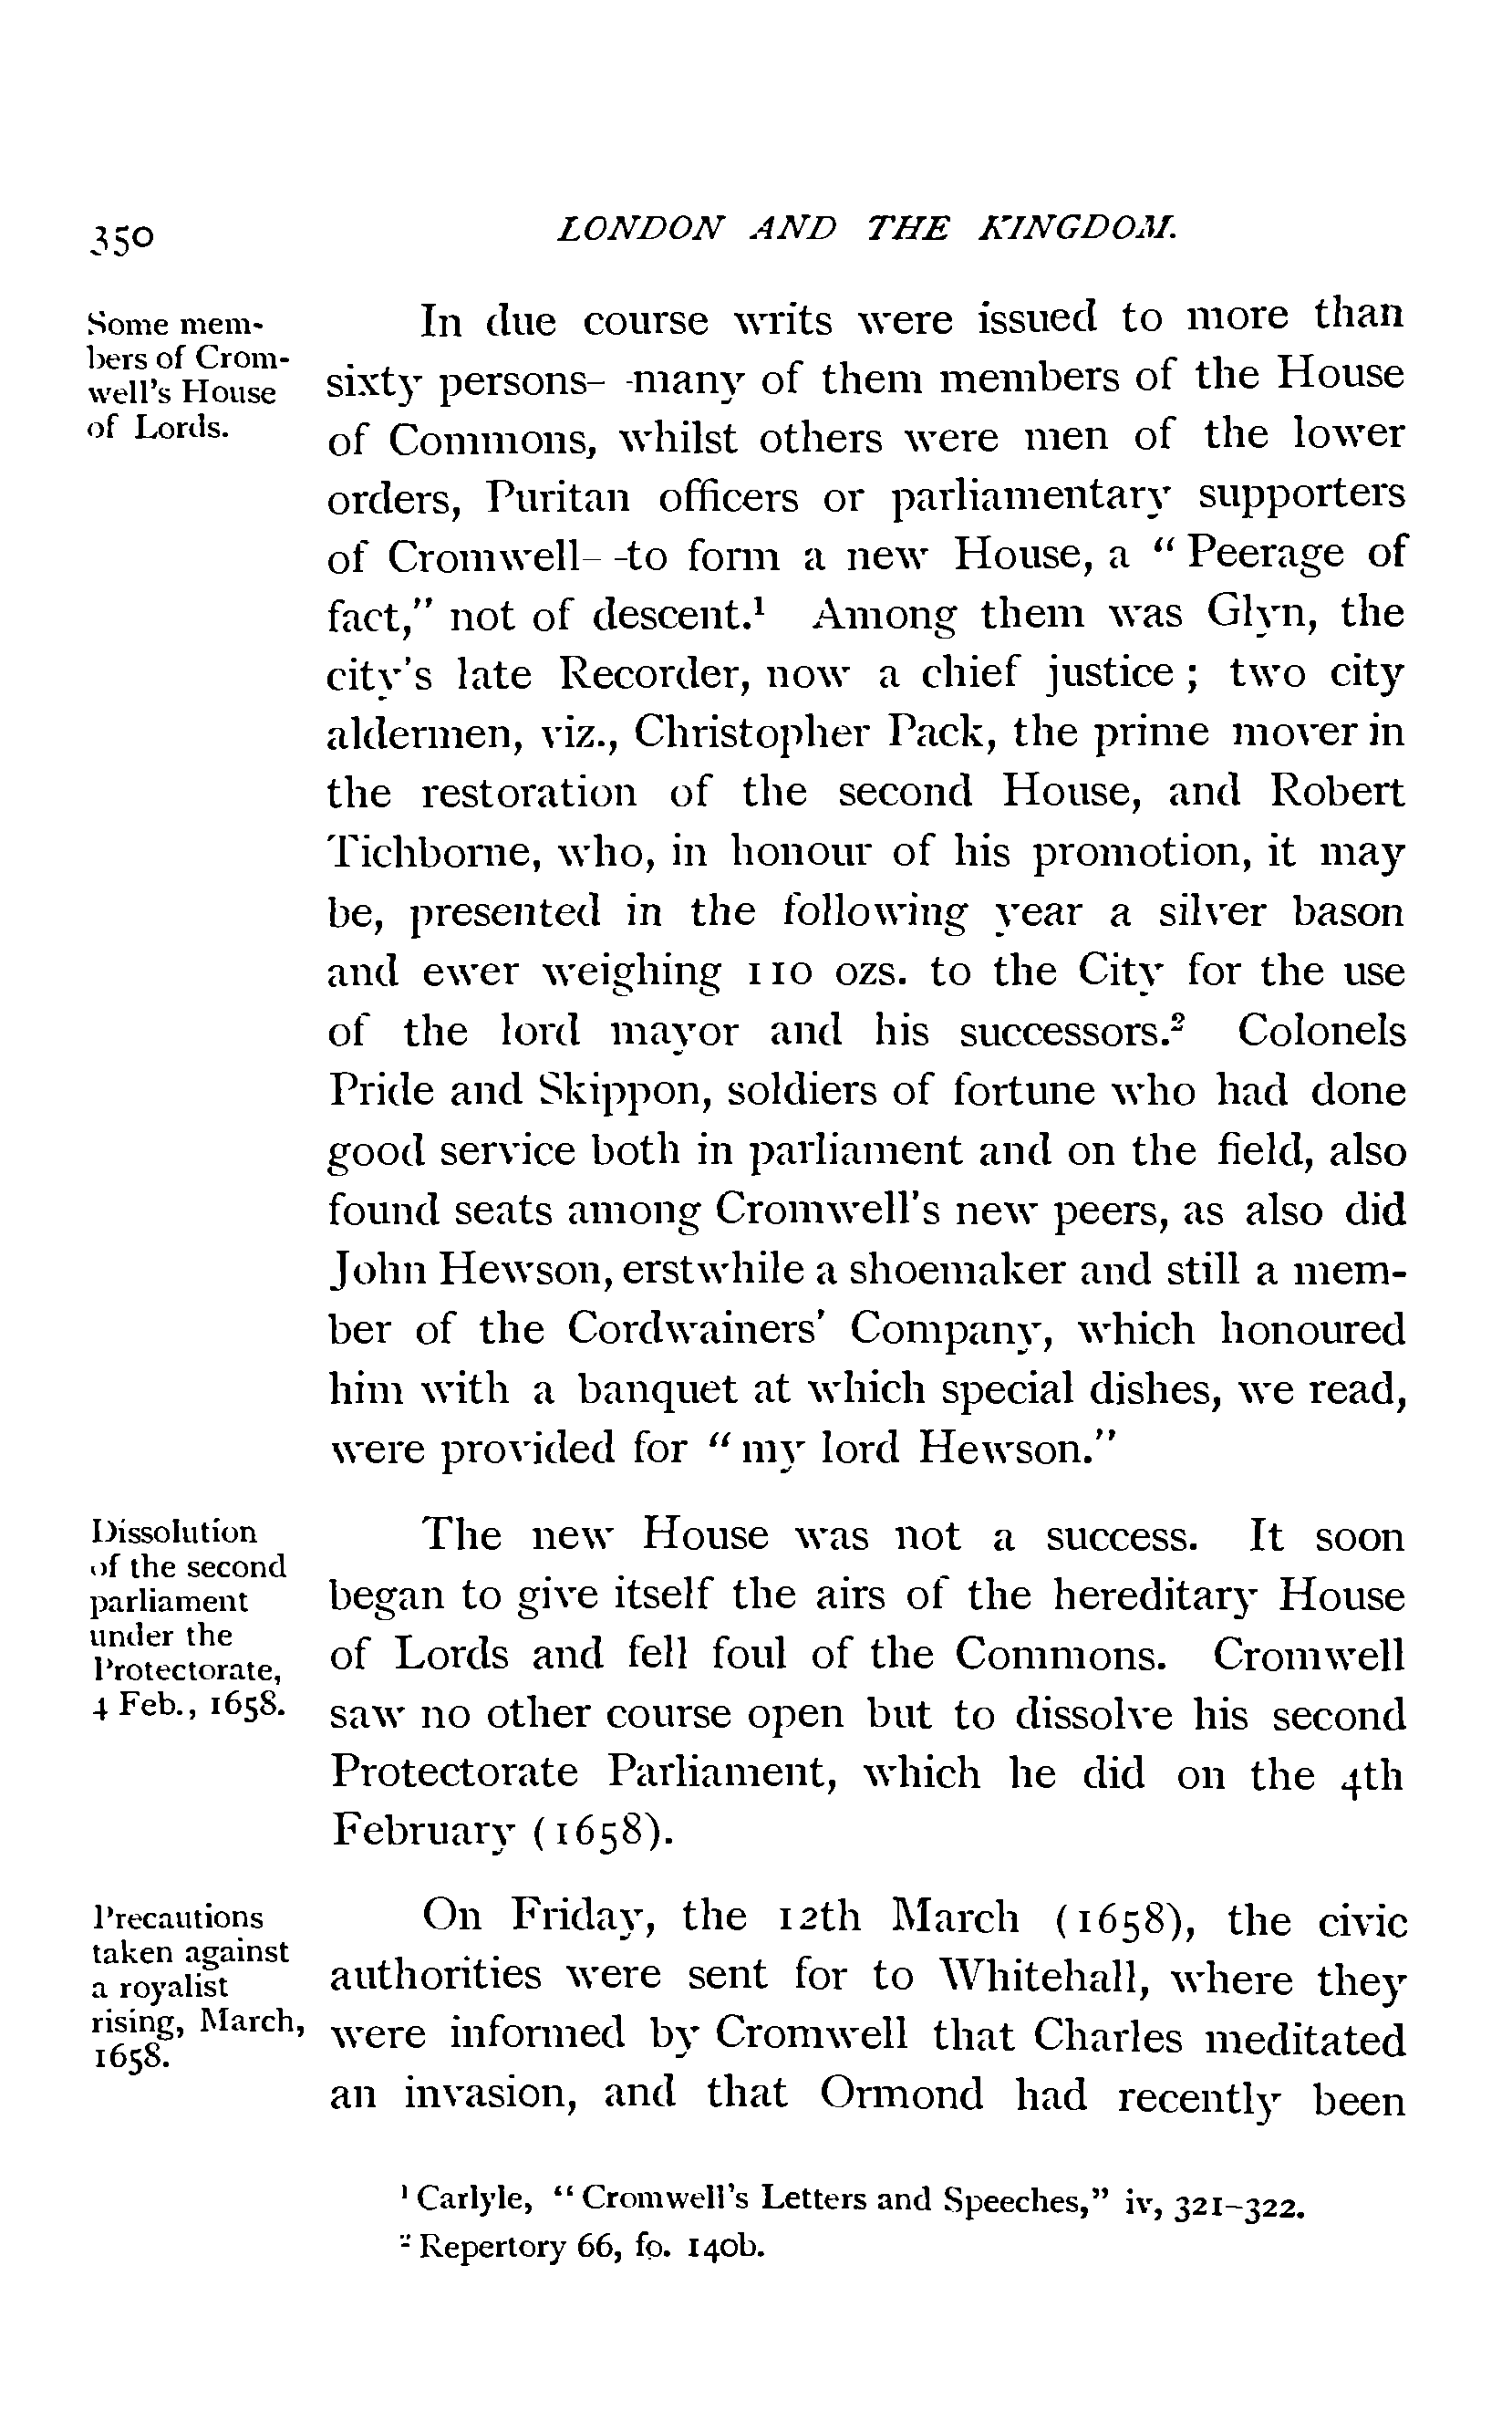 350
LONDON AND THE KINGDOM.
Some mem-
bers of Crom-
well's House
of Lords.
In due course writs were issued to more than
sixty persons--many of them members of the House
of Commons, whilst others were men of the lower
orders, Puritan officers or parliamentary supporters
of Cromwell--to form a new House, a "Peerage of
fact," not of descent.¹ Among them was Glyn, the
city's late Recorder, now a chief justice; two city
aldermen, viz., Christopher Pack, the prime mover in
the restoration of the second House, and Robert
Tichborne, who, in honour of his promotion, it may
be, presented in the following year a silver bason
and ewer weighing 110 ozs. to the City for the use
of the lord mayor and his successors.² Colonels
Pride and Skippon, soldiers of fortune who had done
good service both in parliament and on the field, also
found seats among Cromwell's new peers, as also did
John Hewson, erstwhile a shoemaker and still a mem-
ber of the Cordwainers' Company, which honoured
him with a banquet at which special dishes, we read,
were provided for "my lord Hewson."
Dissolution
of the second
parliament
under the
Protectorate,
4 Feb., 1658.
The new House was not a success. It soon
began to give itself the airs of the hereditary House
of Lords and fell foul of the Commons. Cromwell
saw no other course open but to dissolve his second
Protectorate Parliament, which he did on the 4th
February (1658).
Precautions
taken against
a royalist
rising, March,
1658.
On Friday, the 12th March (1658), the civic
authorities were sent for to Whitehall, where they
were informed by Cromwell that Charles meditated
an invasion, and that Ormond had recently been
¹ Carlyle, "Cromwell's Letters and Speeches," iv, 321-322.
² Repertory 66, fo. 140b.